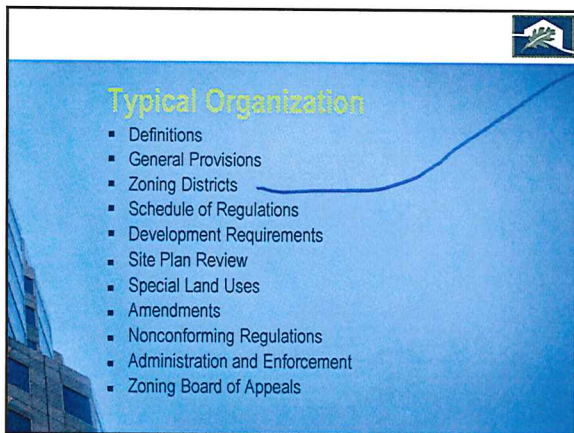 Typical Organization
▪ Definitions
▪ General Provisions
▪ Zoning Districts
▪ Schedule of Regulations
▪ Development Requirements
▪ Site Plan Review
▪ Special Land Uses
▪ Amendments
▪ Nonconforming Regulations
▪ Administration and Enforcement
▪ Zoning Board of Appeals